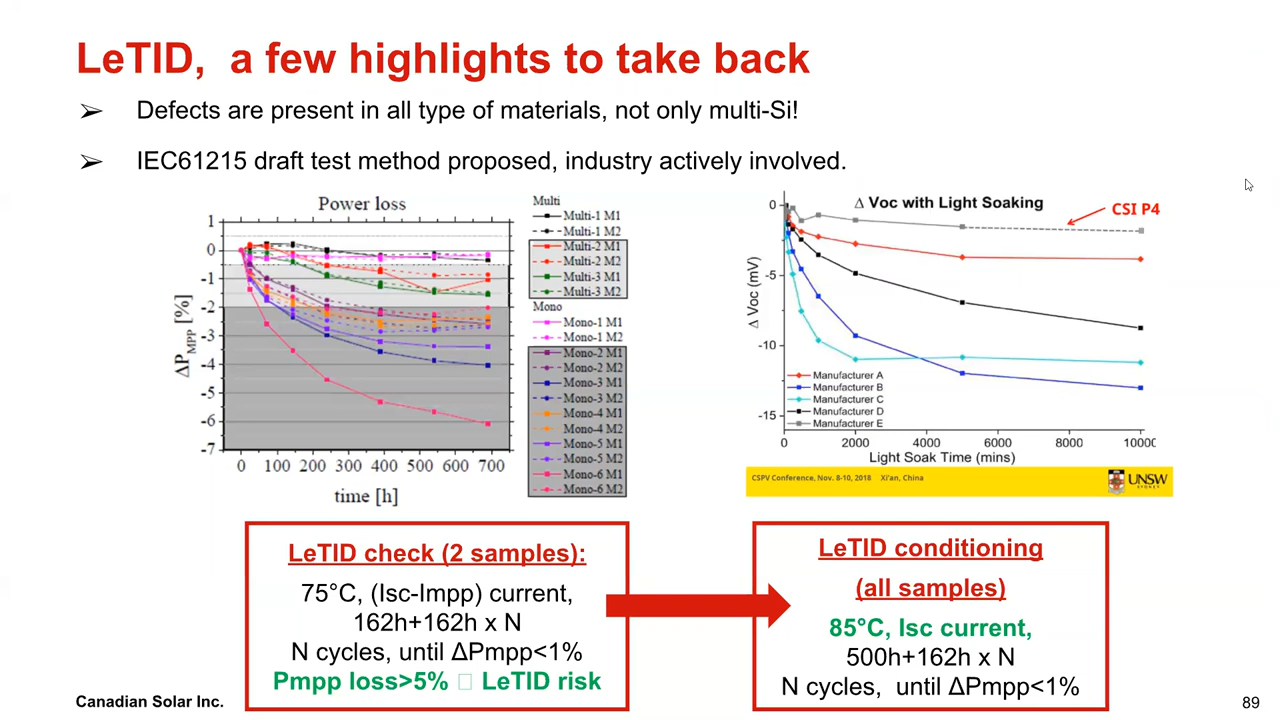 LeTID, a few highlights to take back
➢ Defects are present in all type of materials, not only multi-Si!
➢ IEC61215 draft test method proposed, industry actively involved.
Power loss
ΔPMPP [%]
1
0
-1
-2
-3
-4
-5
-6
-7
0 100 200 300 400 500 600 700
time [h]
Multi
Multi-1 M1
Multi-1 M2
Multi-2 M1
Multi-2 M2
Multi-3 M1
Multi-3 M2
Mono
Mono-1 M1
Mono-1 M2
Mono-2 M1
Mono-2 M2
Mono-3 M1
Mono-3 M2
Mono-4 M1
Mono-4 M2
Mono-5 M1
Mono-5 M2
Mono-6 M1
Mono-6 M2
Δ Voc with Light Soaking
CSI P4
Δ Voc (mV)
0
-5
-10
-15
Manufacturer A
Manufacturer B
Manufacturer C
Manufacturer D
Manufacturer E
0 2000 4000 6000 8000 10000
Light Soak Time (mins)
CSPV Conference, Nov. 8-10, 2018 Xi'an, China
UNSW
SYDNEY
LeTID check (2 samples):
75°C, (Isc-Impp) current,
162h+162h x N
N cycles, until ΔPmpp<1%
Pmpp loss>5% □ LeTID risk
LeTID conditioning
(all samples)
85°C, Isc current,
500h+162h x N
N cycles, until ΔPmpp<1%
Canadian Solar Inc.
89